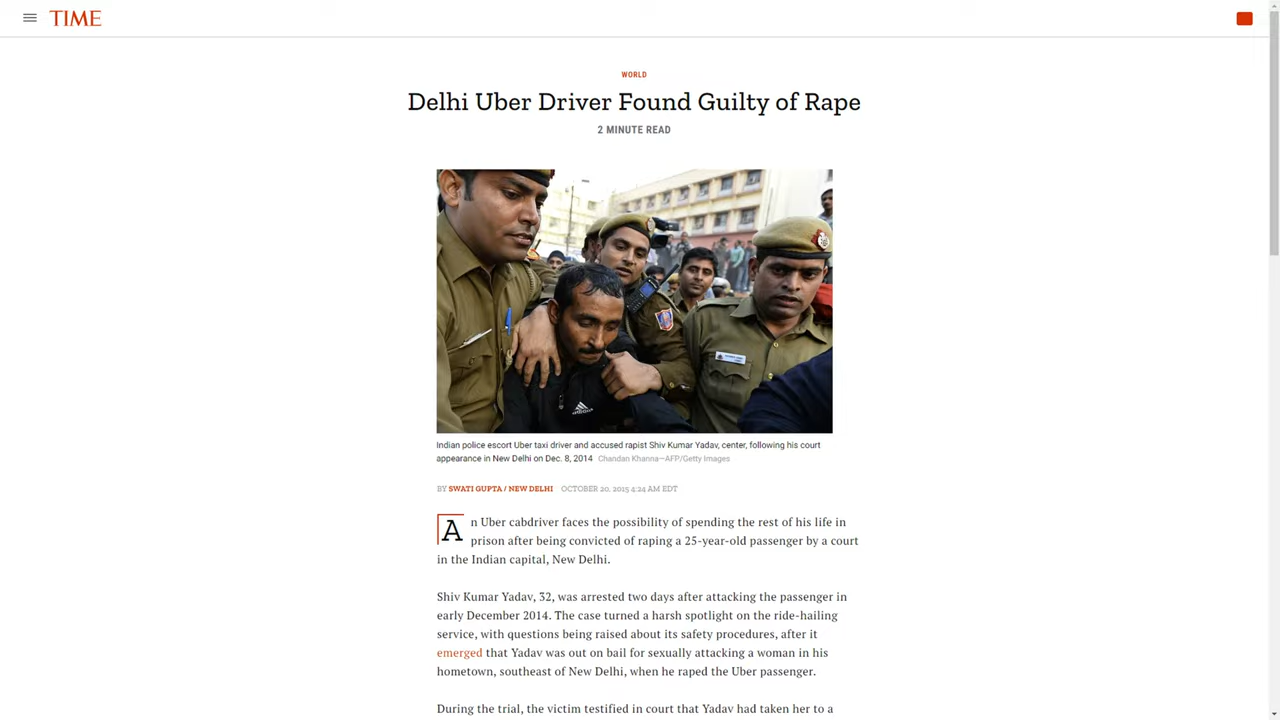 TIME
WORLD
Delhi Uber Driver Found Guilty of Rape
2 MINUTE READ
Indian police escort Uber taxi driver and accused rapist Shiv Kumar Yadav, center, following his court
appearance in New Delhi on Dec. 8, 2014 Chandan Khanna—AFP/Getty Images
BY SWATI GUPTA / NEW DELHI OCTOBER 20, 2015 4:24 AM EDT
An Uber cabdriver faces the possibility of spending the rest of his life in
prison after being convicted of raping a 25-year-old passenger by a court
in the Indian capital, New Delhi.
Shiv Kumar Yadav, 32, was arrested two days after attacking the passenger in
early December 2014. The case turned a harsh spotlight on the ride-hailing
service, with questions being raised about its safety procedures, after it
emerged that Yadav was out on bail for sexually attacking a woman in his
hometown, southeast of New Delhi, when he raped the Uber passenger.
During the trial, the victim testified in court that Yadav had taken her to a